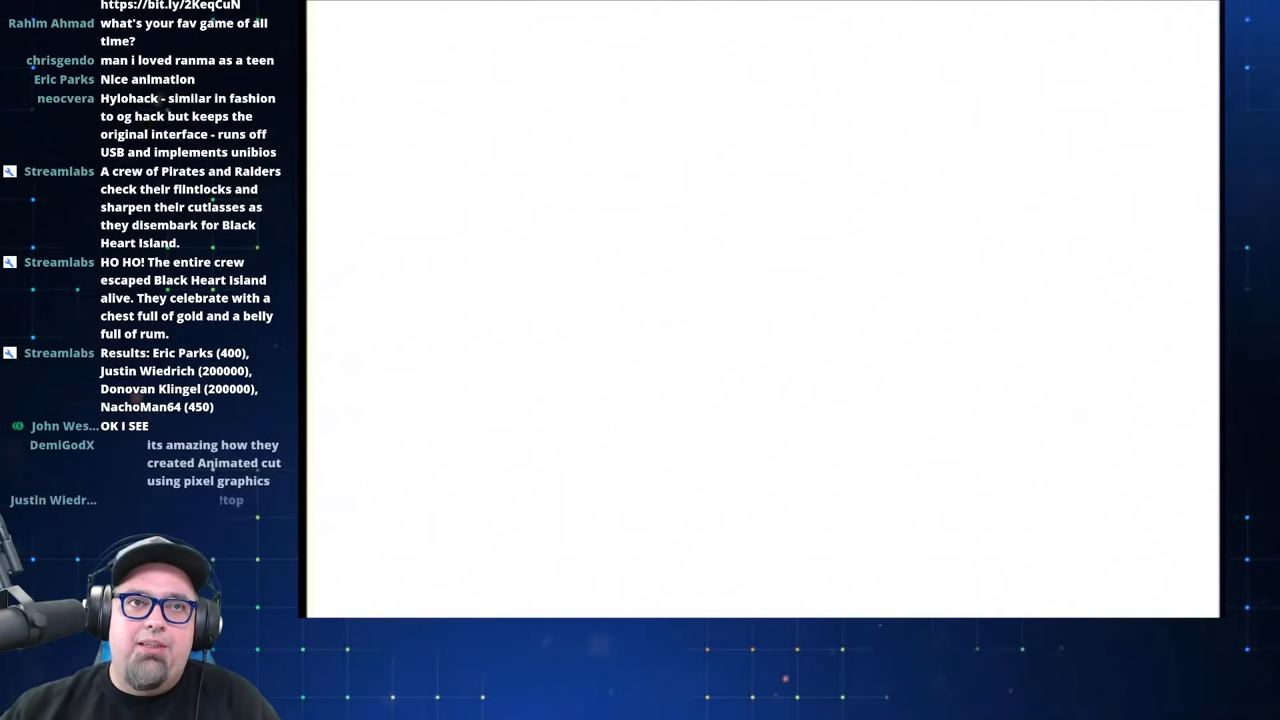 https://bit.ly/2KeqCuN
Rahim Ahmad what's your fav game of all
time?
chrisgendo man i loved ranma as a teen
Eric Parks Nice animation
neocvera Hylohack - similar in fashion
to og hack but keeps the
original interface - runs off
USB and implements unibios
Streamlabs A crew of Pirates and Raiders
check their flintlocks and
sharpen their cutlasses as
they disembark for Black
Heart Island.
Streamlabs HO HO! The entire crew
escaped Black Heart Island
alive. They celebrate with a
chest full of gold and a belly
full of rum.
Streamlabs Results: Eric Parks (400),
Justin Wiedrich (200000),
Donovan Klingel (200000),
NachoMan64 (450)
John Wes... OK I SEE
DemiGodX its amazing how they
created Animated cut
using pixel graphics
Justin Wiedr... !top